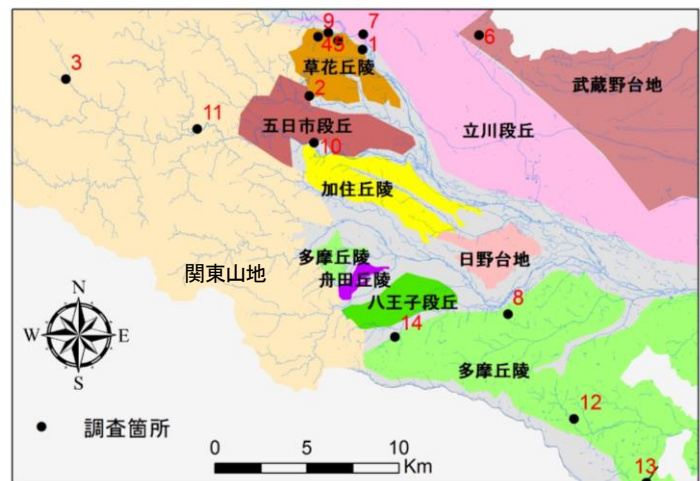 9 7
3 45 1 6
草花丘陵
武蔵野台地
2
11 五日市段丘 立川段丘
10
加住丘陵
多摩丘陵 日野台地
関東山地 舟田丘陵
N
八王子段丘 8
W E 14
S 多摩丘陵
12
調査箇所
0 5 10
Km
13